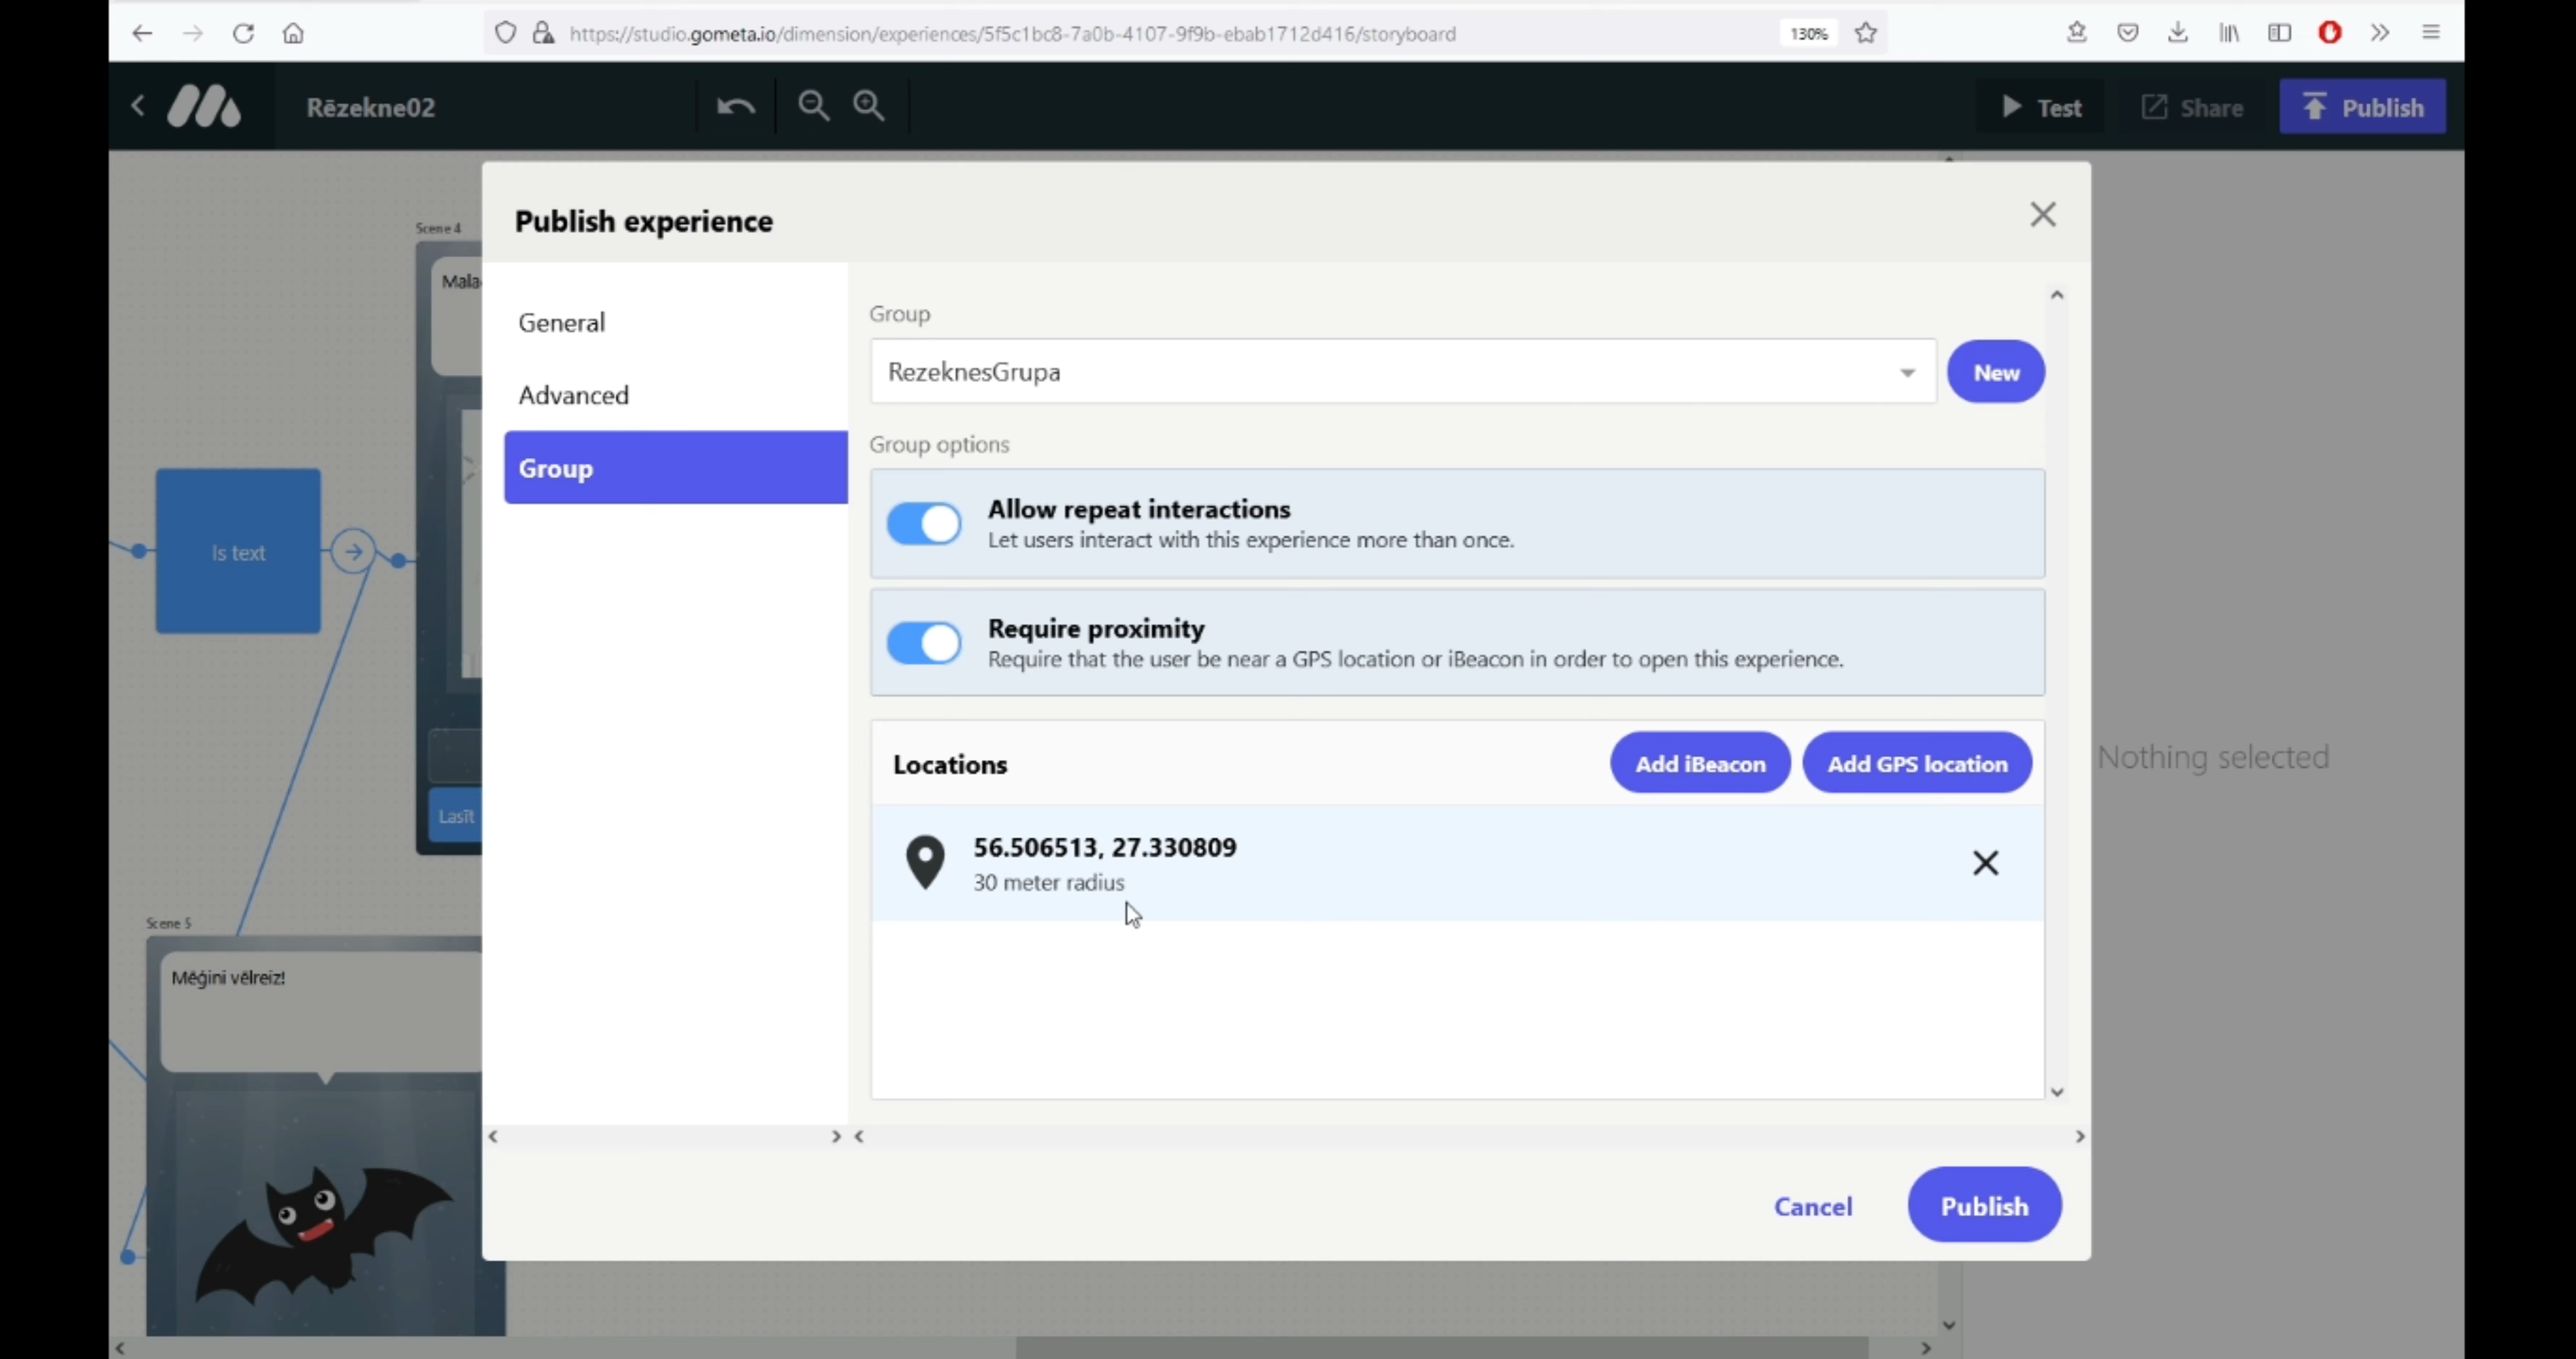 https://studio.gometa.io/dimension/experiences/5f5c1bc8-7a0b-4107-9f9b-ebab1712d416/storyboard
130%
Rēzekne02
Test
Share
Publish
Publish experience
Scene 4
Mala
General
Advanced
Group
Group
RezeknesGrupa
New
Group options
Allow repeat interactions
Let users interact with this experience more than once.
Require proximity
Require that the user be near a GPS location or iBeacon in order to open this experience.
Is text
Locations
Add iBeacon
Add GPS location
Nothing selected
Lasīt
56.506513, 27.330809
30 meter radius
Scene 5
Mēģini vēlreiz!
Cancel
Publish